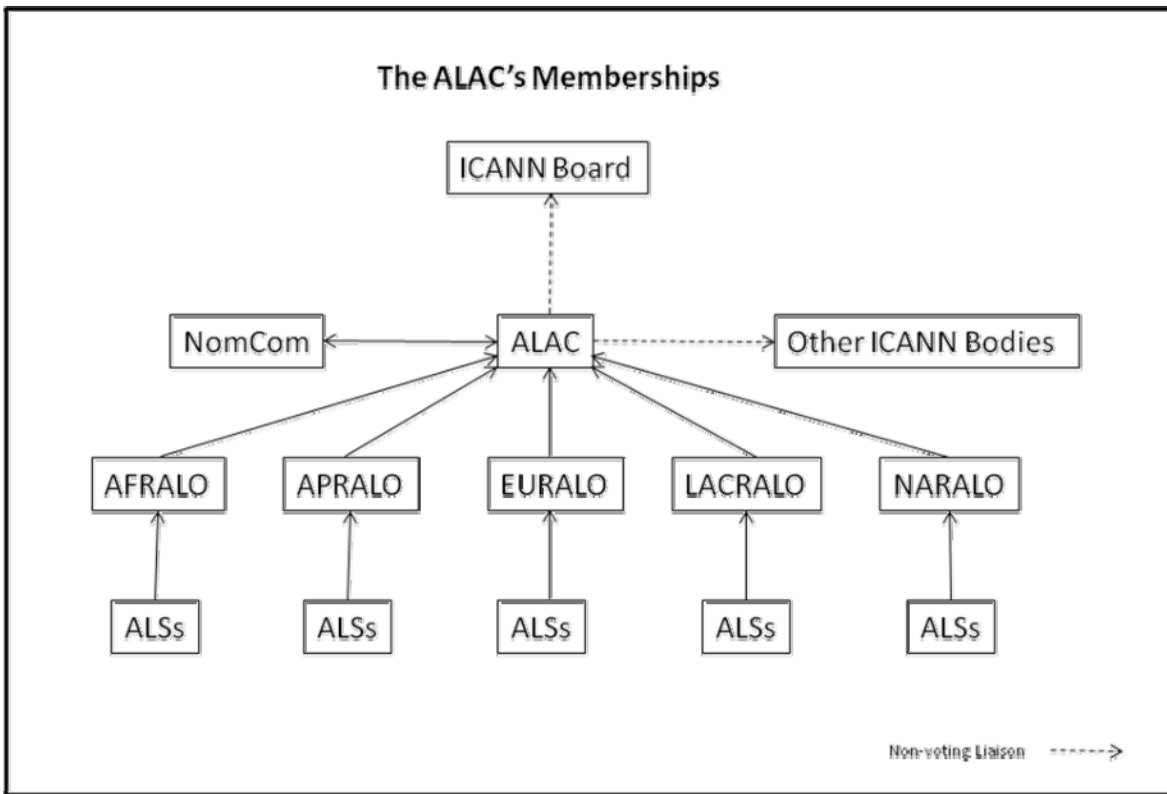 The ALAC's Memberships
ICANN Board
NomCom
ALAC
Other ICANN Bodies
AFRALO
APRALO
EURALO
LACRALO
NARALO
ALSs
ALSs
ALSs
ALSs
ALSs
Non-voting Liaison